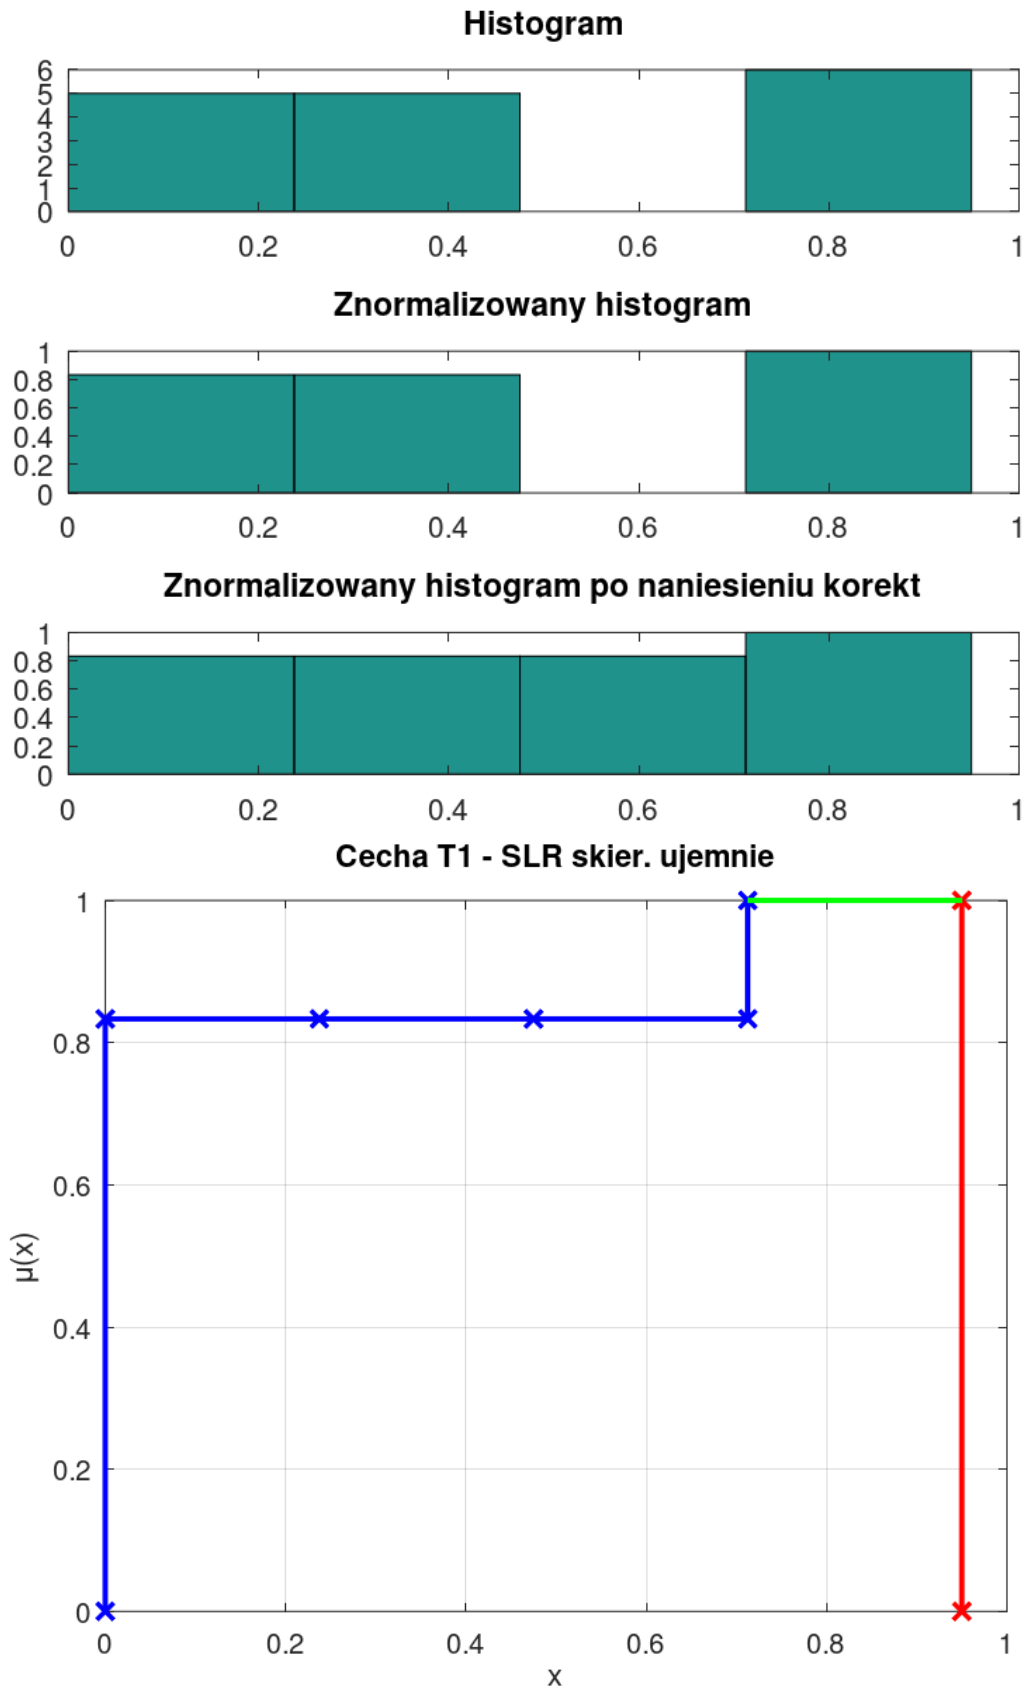 Histogram
6
5
4
3
2
1
0
0 0.2 0.4 0.6 0.8 1
Znormalizowany histogram
1
0.8
0.6
0.4
0.2
0
0 0.2 0.4 0.6 0.8 1
Znormalizowany histogram po naniesieniu korekt
1
0.8
0.6
0.4
0.2
0
0 0.2 0.4 0.6 0.8 1
Cecha T1 - SLR skier. ujemnie
1
0.8
0.6
µ(x)
0.4
0.2
0
0 0.2 0.4 0.6 0.8 1
x